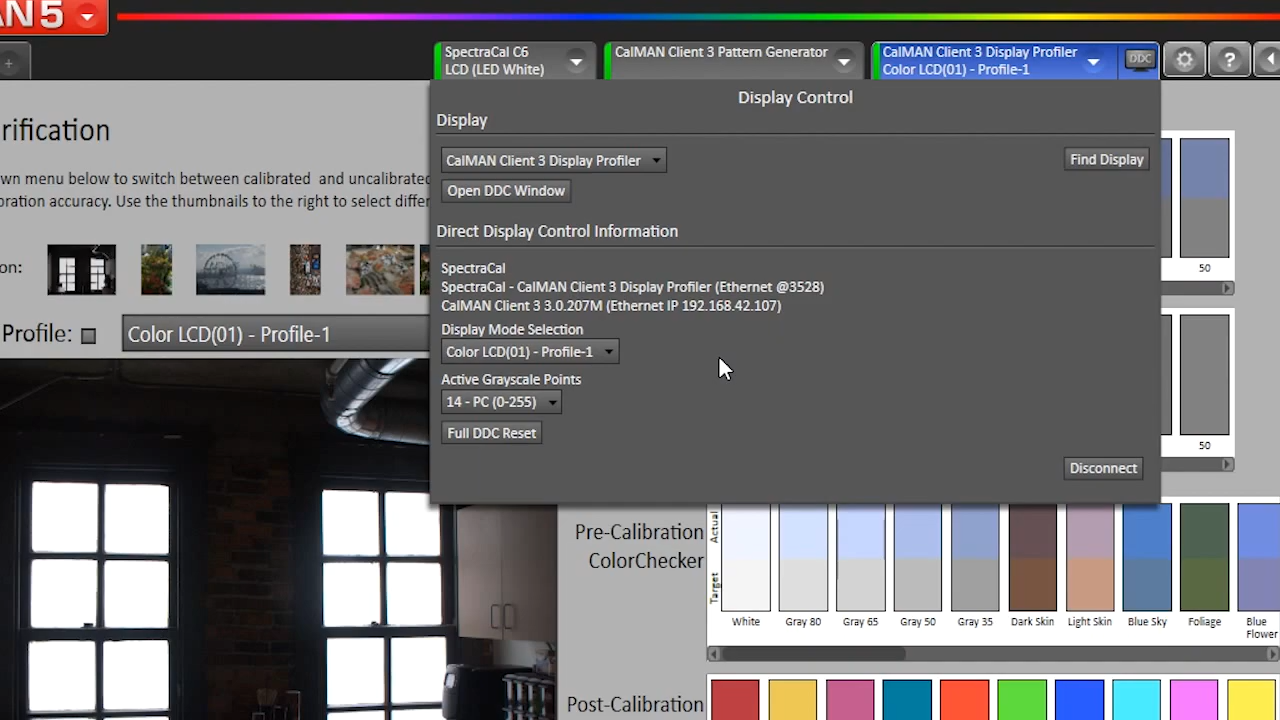 AN5
SpectraCal C6
LCD (LED White)
CalMAN Client 3 Pattern Generator
CalMAN Client 3 Display Profiler
Color LCD(01) - Profile-1
DDC
?
+
Display Control
Display
CalMAN Client 3 Display Profiler
Find Display
Open DDC Window
Direct Display Control Information
SpectraCal
SpectraCal - CalMAN Client 3 Display Profiler (Ethernet @3528)
CalMAN Client 3 3.0.207M (Ethernet IP 192.168.42.107)
Display Mode Selection
Color LCD(01) - Profile-1
Active Grayscale Points
14 - PC (0-255)
Full DDC Reset
Disconnect
rification
wn menu below to switch between calibrated and uncalibrated
oration accuracy. Use the thumbnails to the right to select differ
on:
Profile:
Color LCD(01) - Profile-1
50
50
Pre-Calibration
ColorChecker
Actual
Target
White
Gray 80
Gray 65
Gray 50
Gray 35
Dark Skin
Light Skin
Blue Sky
Foliage
Blue
Flower
Post-Calibration